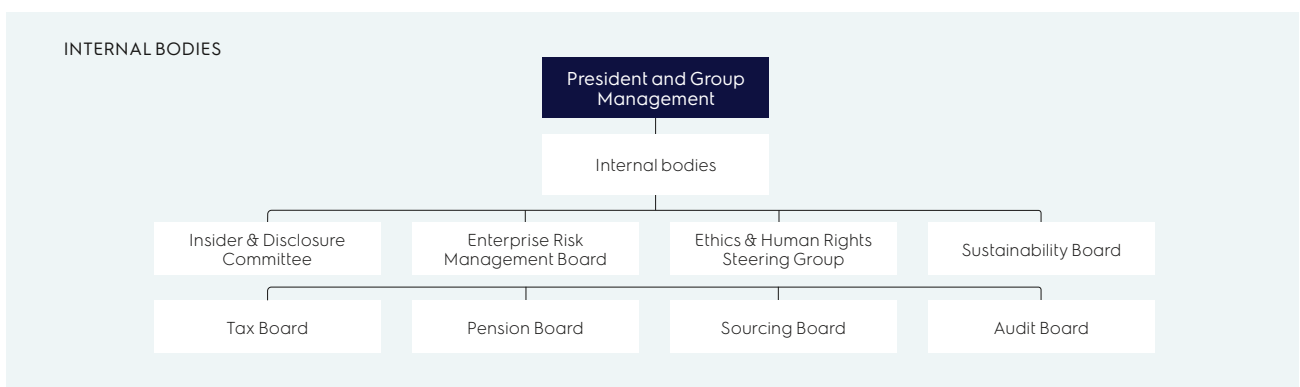 INTERNAL BODIES
President and Group
Management
Internal bodies
Insider & Disclosure
Committee
Enterprise Risk
Management Board
Ethics & Human Rights
Steering Group
Sustainability Board
Tax Board
Pension Board
Sourcing Board
Audit Board